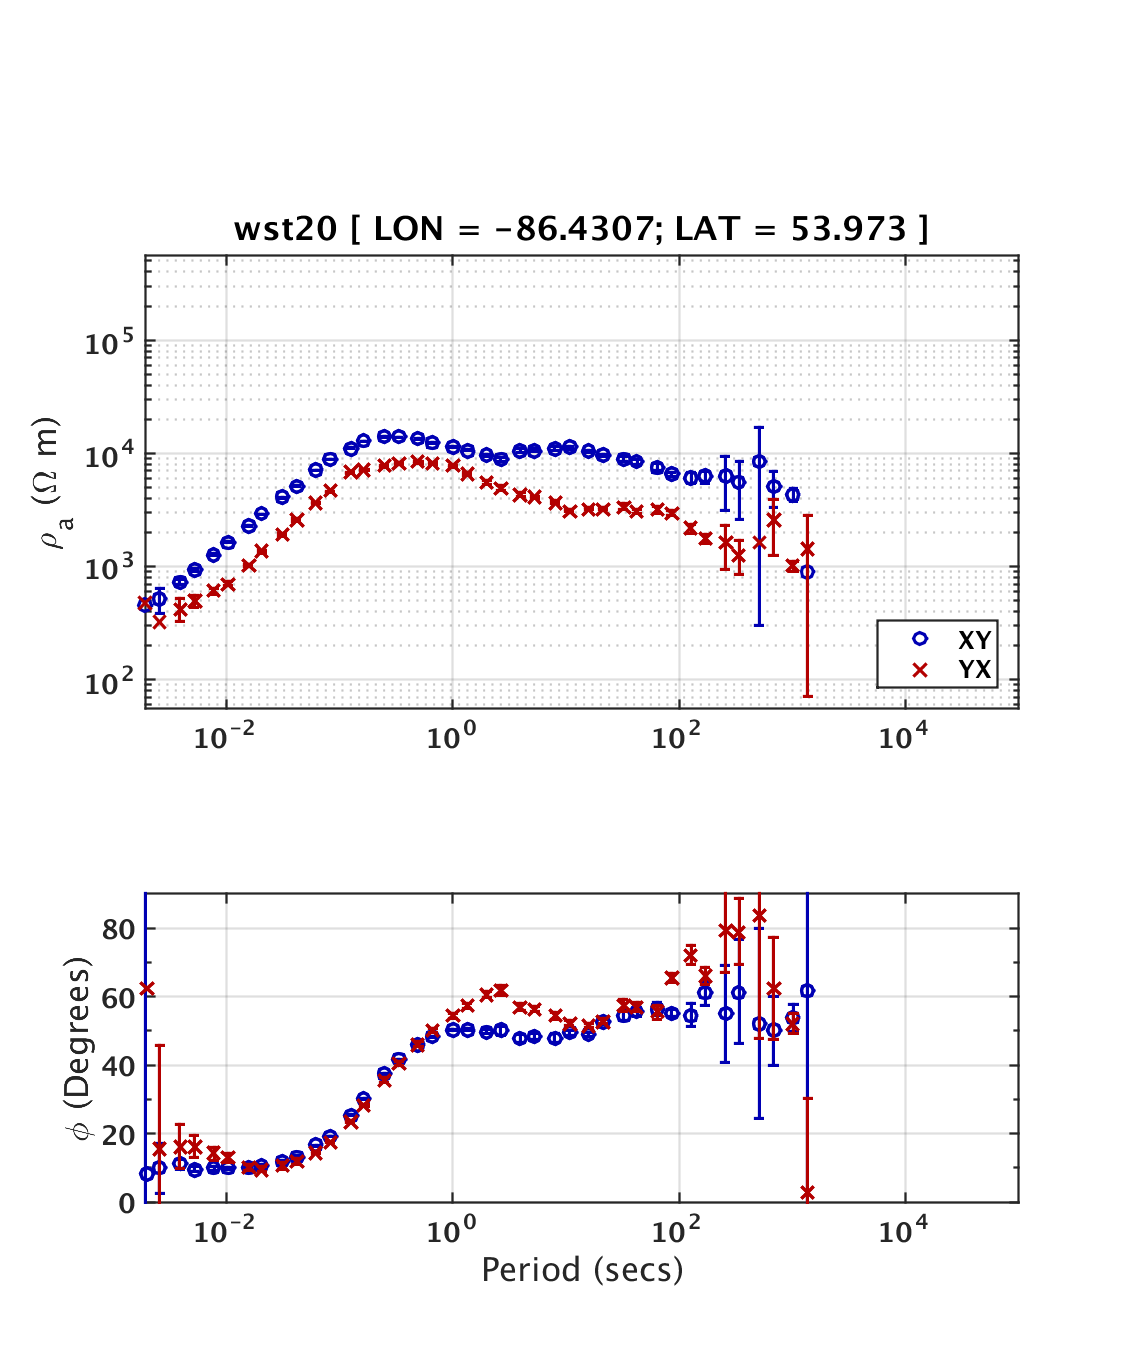 wst20 [ LON = -86.4307; LAT = 53.973 ]
ρa (Ω m)
10^5
10^4
10^3
10^2
XY
YX
10^-2 10^0 10^2 10^4
ϕ (Degrees)
80
60
40
20
0
10^-2 10^0 10^2 10^4
Period (secs)